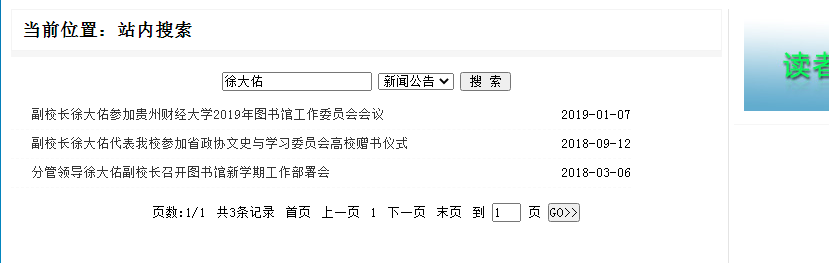 当前位置：站内搜索
徐大佑 新闻公告 搜 索
副校长徐大佑参加贵州财经大学2019年图书馆工作委员会会议 2019-01-07
副校长徐大佑代表我校参加省政协文史与学习委员会高校赠书仪式 2018-09-12
分管领导徐大佑副校长召开图书馆新学期工作部署会 2018-03-06
页数:1/1 共3条记录 首页 上一页 1 下一页 末页 到 1 页 GO>>
读者